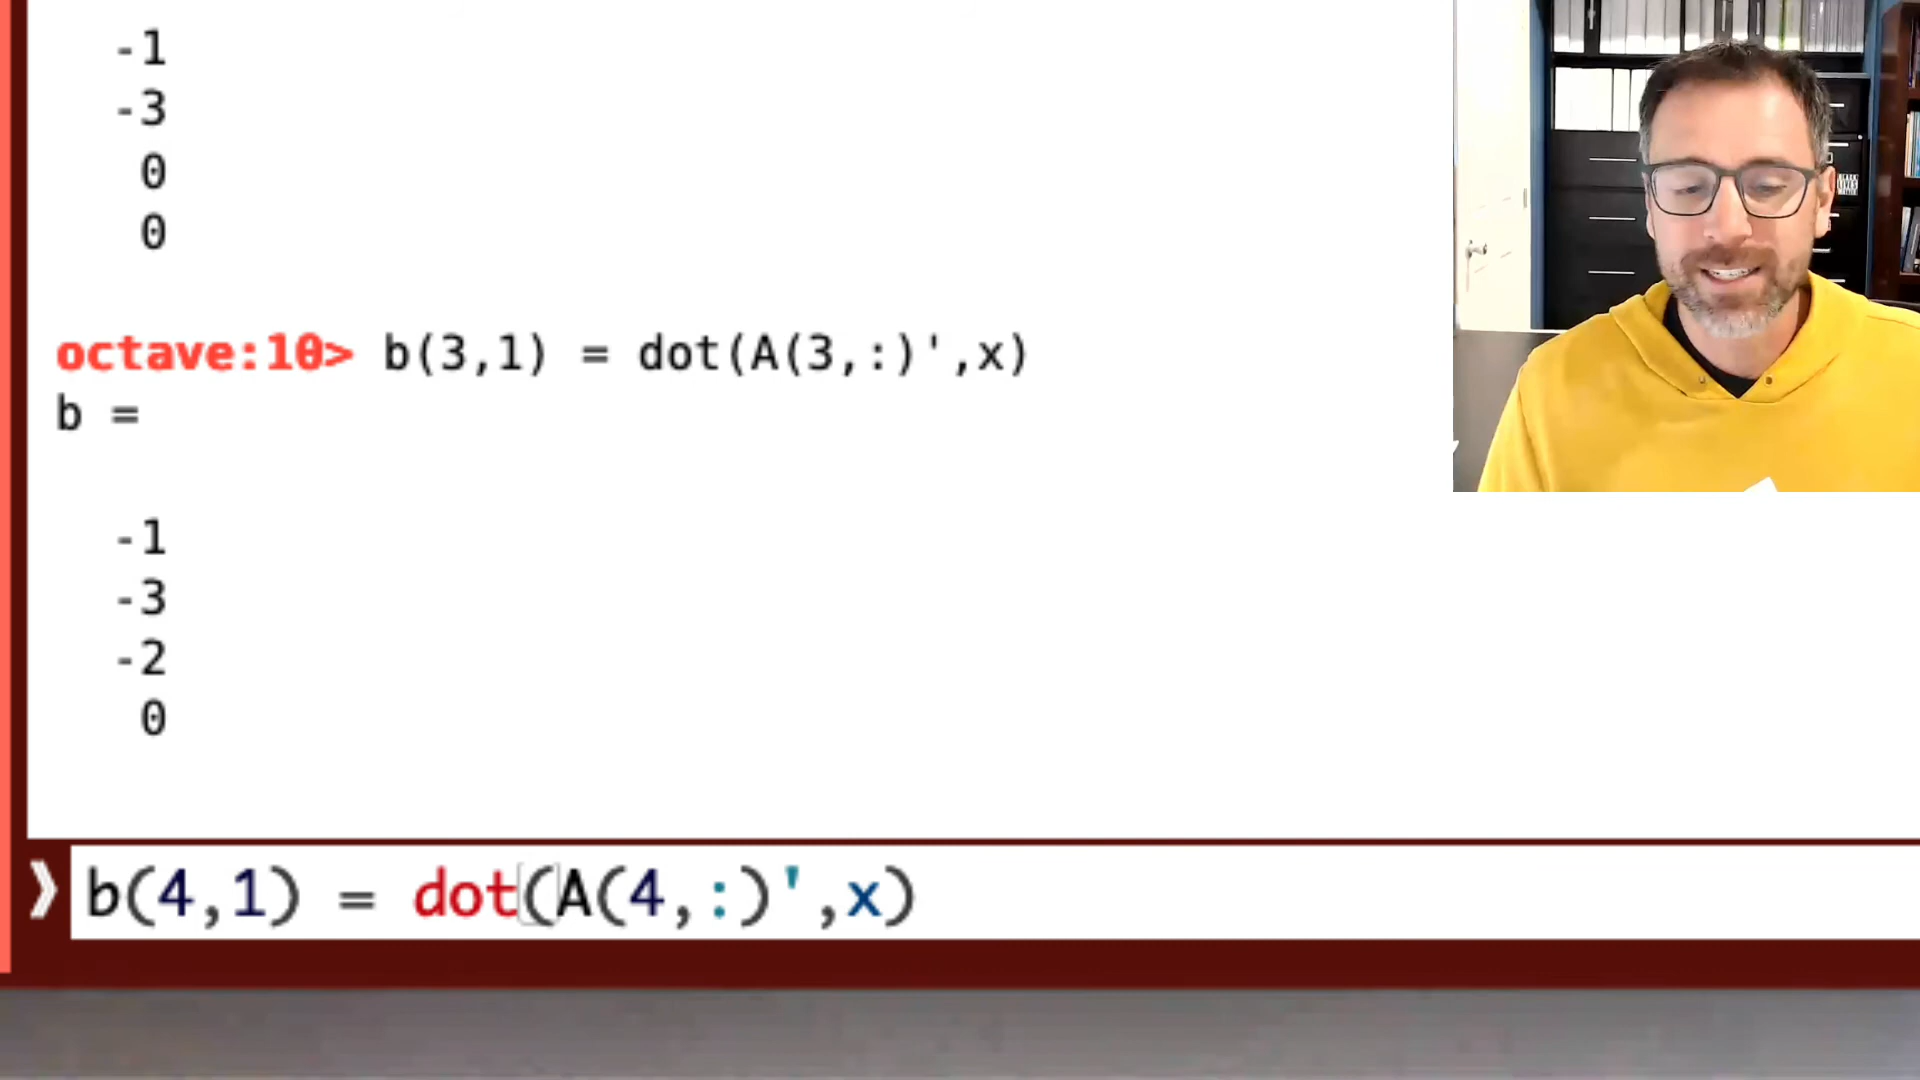 -1
-3
0
0
octave:10> b(3,1) = dot(A(3,:)',x)
b =
-1
-3
-2
0
❯ b(4,1) = dot(A(4,:)',x)